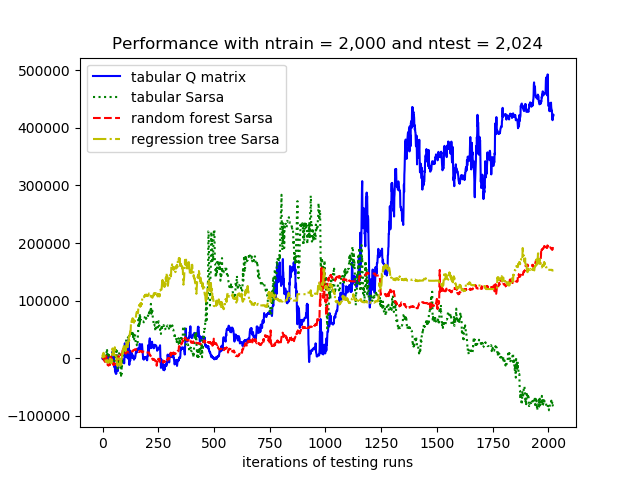 Performance with ntrain = 2,000 and ntest = 2,024
tabular Q matrix
tabular Sarsa
random forest Sarsa
regression tree Sarsa
500000
400000
300000
200000
100000
0
−100000
0 250 500 750 1000 1250 1500 1750 2000
iterations of testing runs